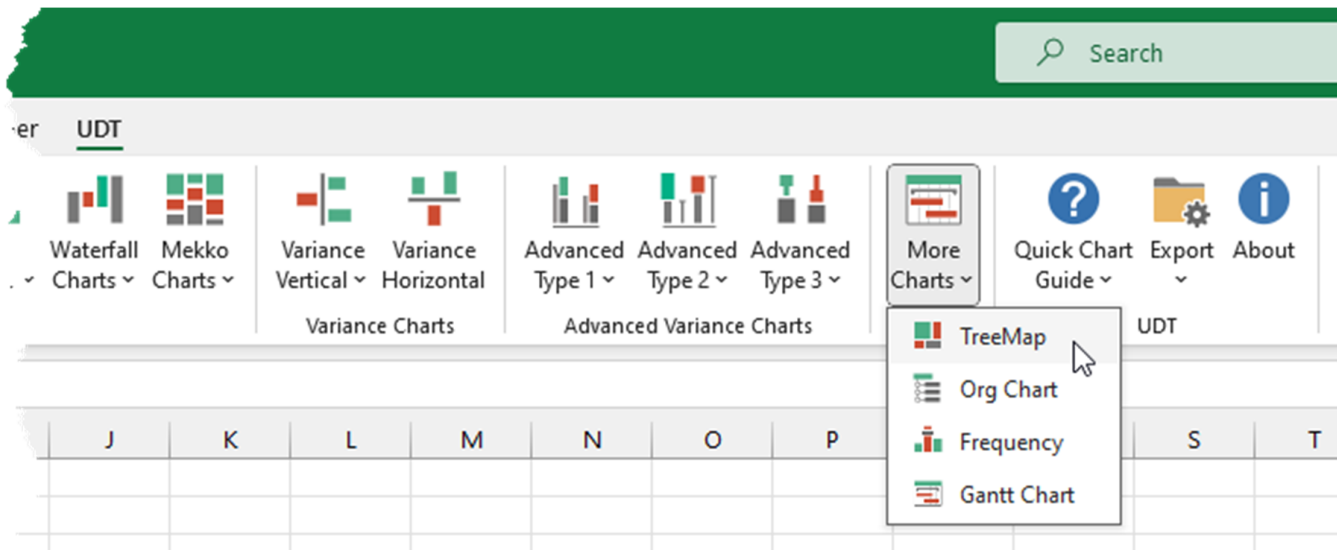 Search
er UDT
Waterfall Charts
Mekko Charts
Variance Vertical
Variance Horizontal
Advanced Type 1
Advanced Type 2
Advanced Type 3
More Charts
Quick Chart Guide
Export
About
Variance Charts
Advanced Variance Charts
UDT
TreeMap
Org Chart
Frequency
Gantt Chart
J K L M N O P S T